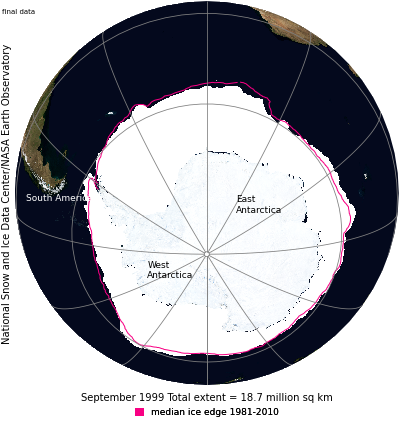 final data
National Snow and Ice Data Center/NASA Earth Observatory
South America
East
Antarctica
West
Antarctica
September 1999 Total extent = 18.7 million sq km
median ice edge 1981-2010